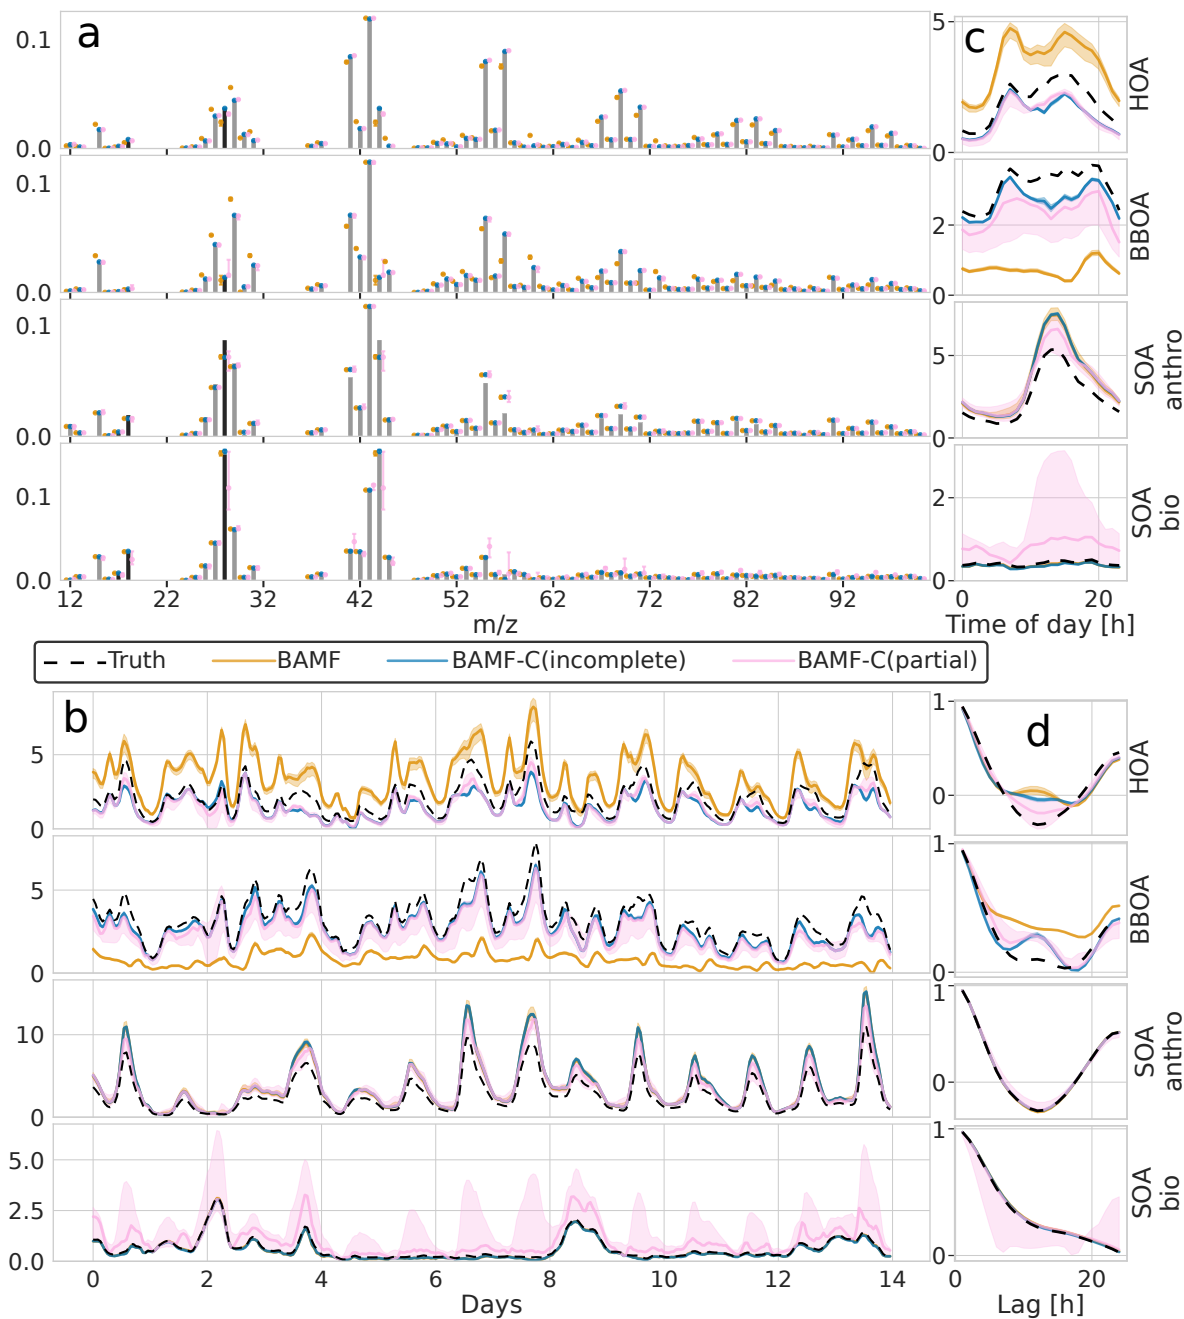 a
c
0.1
0.0
0.1
0.0
0.1
0.0
0.1
0.0
12 22 32 42 52 62 72 82 92
m/z
5
0
HOA
2
0
BBOA
5
0
SOA
anthro
2
0
SOA
bio
0 20
Time of day [h]
Truth BAMF BAMF-C(incomplete) BAMF-C(partial)
b
d
5
0
5
0
10
0
5.0
2.5
0.0
0 2 4 6 8 10 12 14
Days
1
0
HOA
1
0
BBOA
1
0
SOA
anthro
1
0
SOA
bio
0 20
Lag [h]